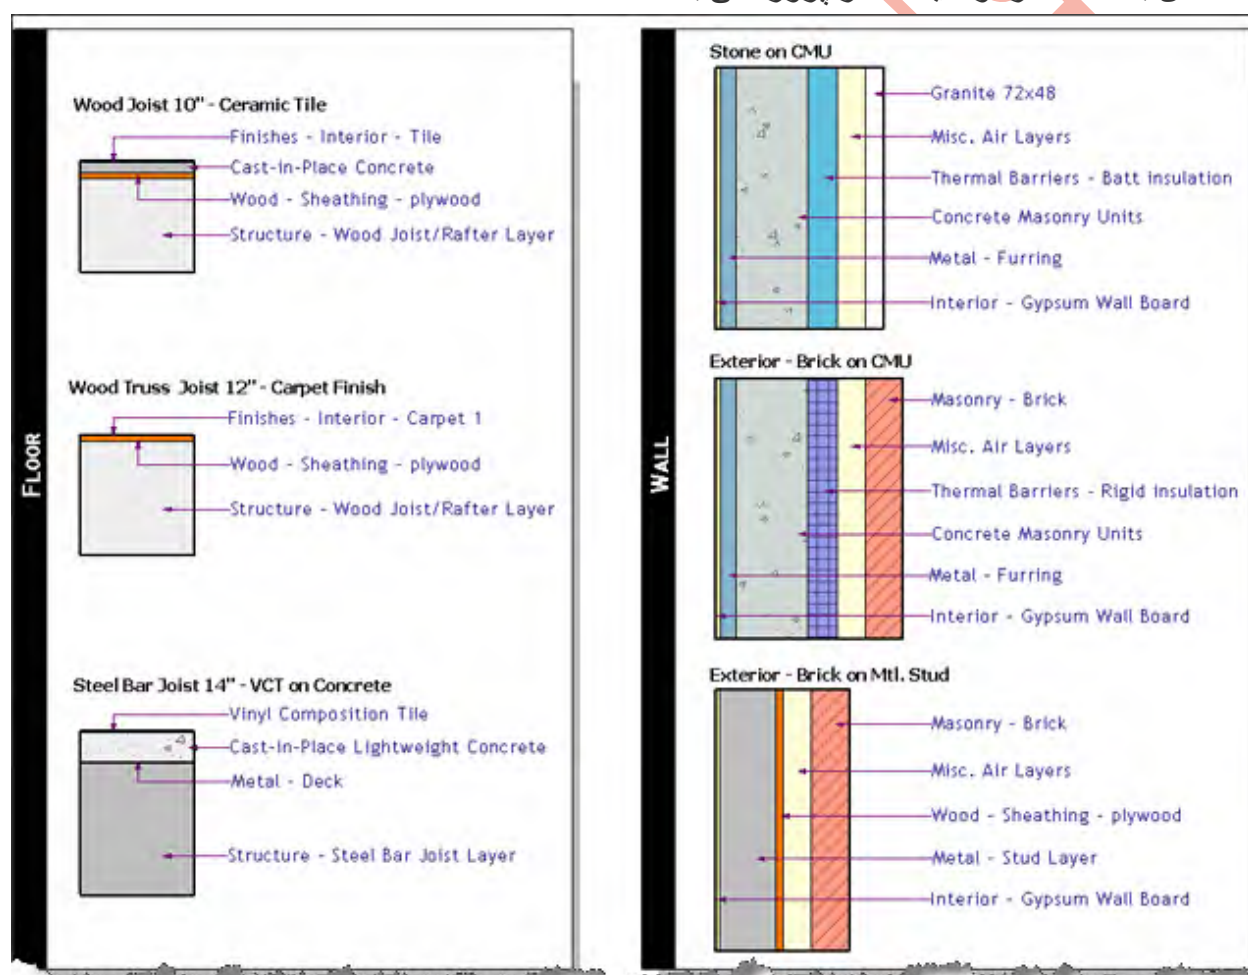 FLOOR
Wood Joist 10" - Ceramic Tile
Finishes - Interior - Tile
Cast-in-Place Concrete
Wood - Sheathing - plywood
Structure - Wood Joist/Rafter Layer
Wood Truss Joist 12" - Carpet Finish
Finishes - Interior - Carpet 1
Wood - Sheathing - plywood
Structure - Wood Joist/Rafter Layer
Steel Bar Joist 14" - VCT on Concrete
Vinyl Composition Tile
Cast-in-Place Lightweight Concrete
Metal - Deck
Structure - Steel Bar Joist Layer
WALL
Stone on CMU
Granite 72x48
Misc. Air Layers
Thermal Barriers - Batt insulation
Concrete Masonry Units
Metal - Furring
Interior - Gypsum Wall Board
Exterior - Brick on CMU
Masonry - Brick
Misc. Air Layers
Thermal Barriers - Rigid insulation
Concrete Masonry Units
Metal - Furring
Interior - Gypsum Wall Board
Exterior - Brick on Mtl. Stud
Masonry - Brick
Misc. Air Layers
Wood - Sheathing - plywood
Metal - Stud Layer
Interior - Gypsum Wall Board